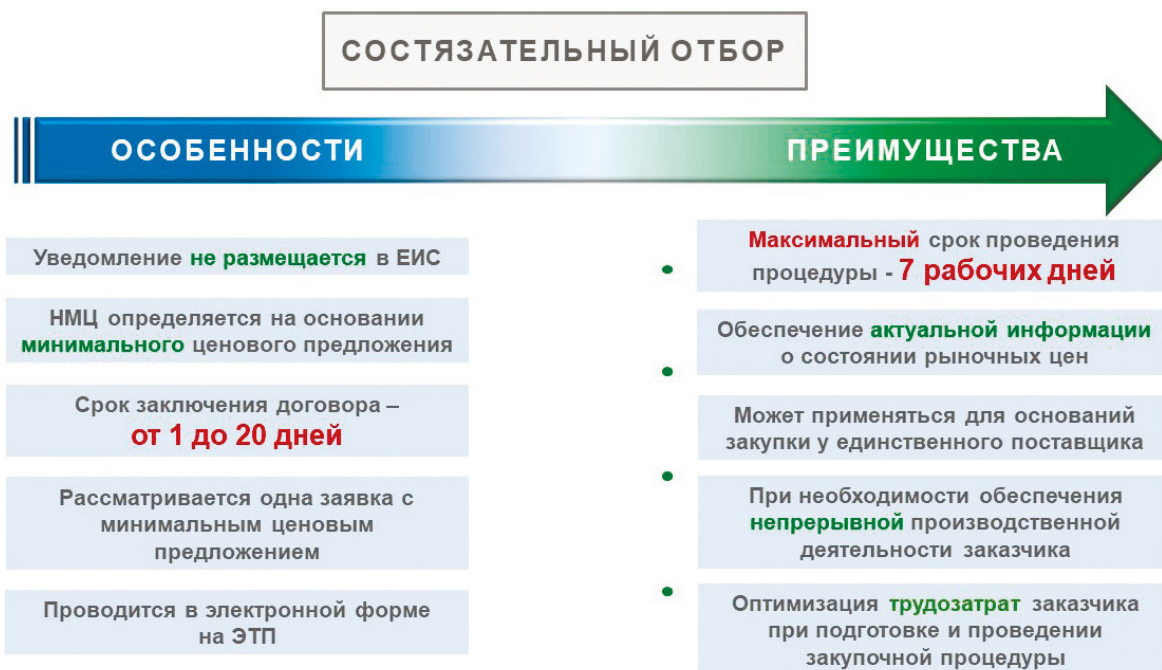 СОСТЯЗАТЕЛЬНЫЙ ОТБОР
ОСОБЕННОСТИ
ПРЕИМУЩЕСТВА
Уведомление не размещается в ЕИС
НМЦ определяется на основании
минимального ценового предложения
Срок заключения договора –
от 1 до 20 дней
Рассматривается одна заявка с
минимальным ценовым
предложением
Проводится в электронной форме
на ЭТП
Максимальный срок проведения
процедуры - 7 рабочих дней
Обеспечение актуальной информации
о состоянии рыночных цен
Может применяться для оснований
закупки у единственного поставщика
При необходимости обеспечения
непрерывной производственной
деятельности заказчика
Оптимизация трудозатрат заказчика
при подготовке и проведении
закупочной процедуры